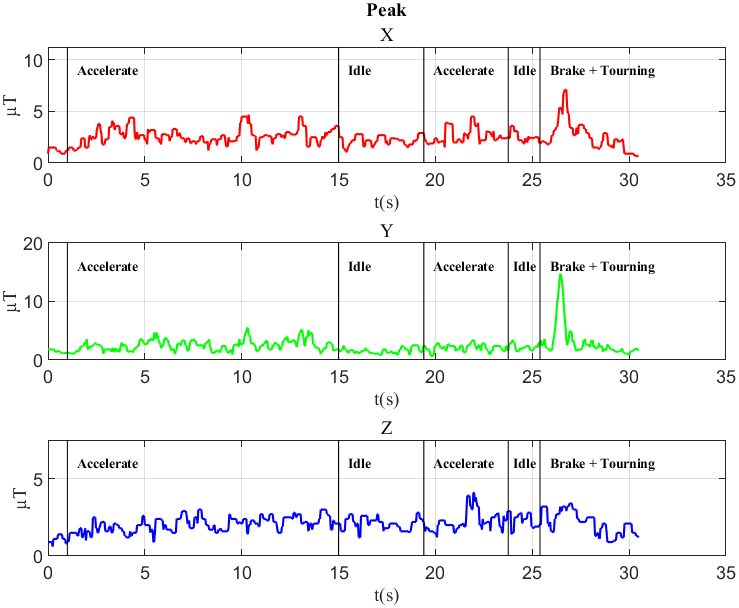 Peak
X
10
5
0
µT
Accelerate
Idle
Accelerate
Idle
Brake + Tourning
0 5 10 15 20 25 30 35
t(s)
Y
20
10
0
µT
Accelerate
Idle
Accelerate
Idle
Brake + Tourning
0 5 10 15 20 25 30 35
t(s)
Z
5
0
µT
Accelerate
Idle
Accelerate
Idle
Brake + Tourning
0 5 10 15 20 25 30 35
t(s)